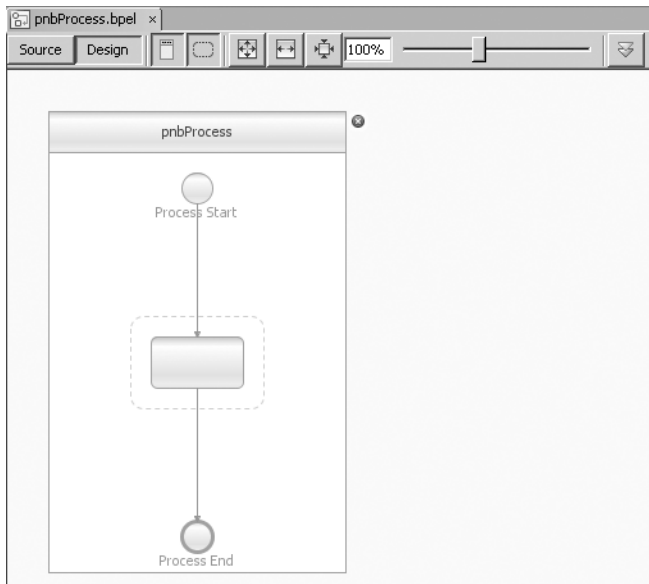 pnbProcess.bpel
Source Design 100%
pnbProcess
Process Start
Process End